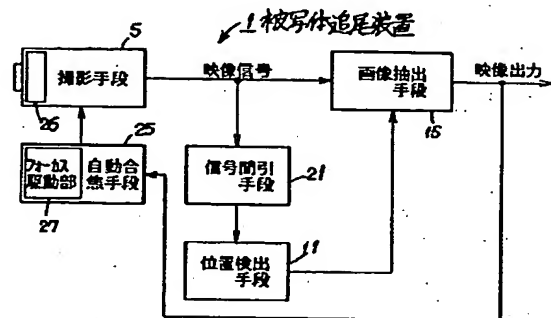 1 被写体追尾装置
5
撮影手段
26
映像信号
画像抽出
手段
15
映像出力
25
フォーカス
駆動部
自動合
焦手段
27
信号間引
手段
21
位置検出
手段
11